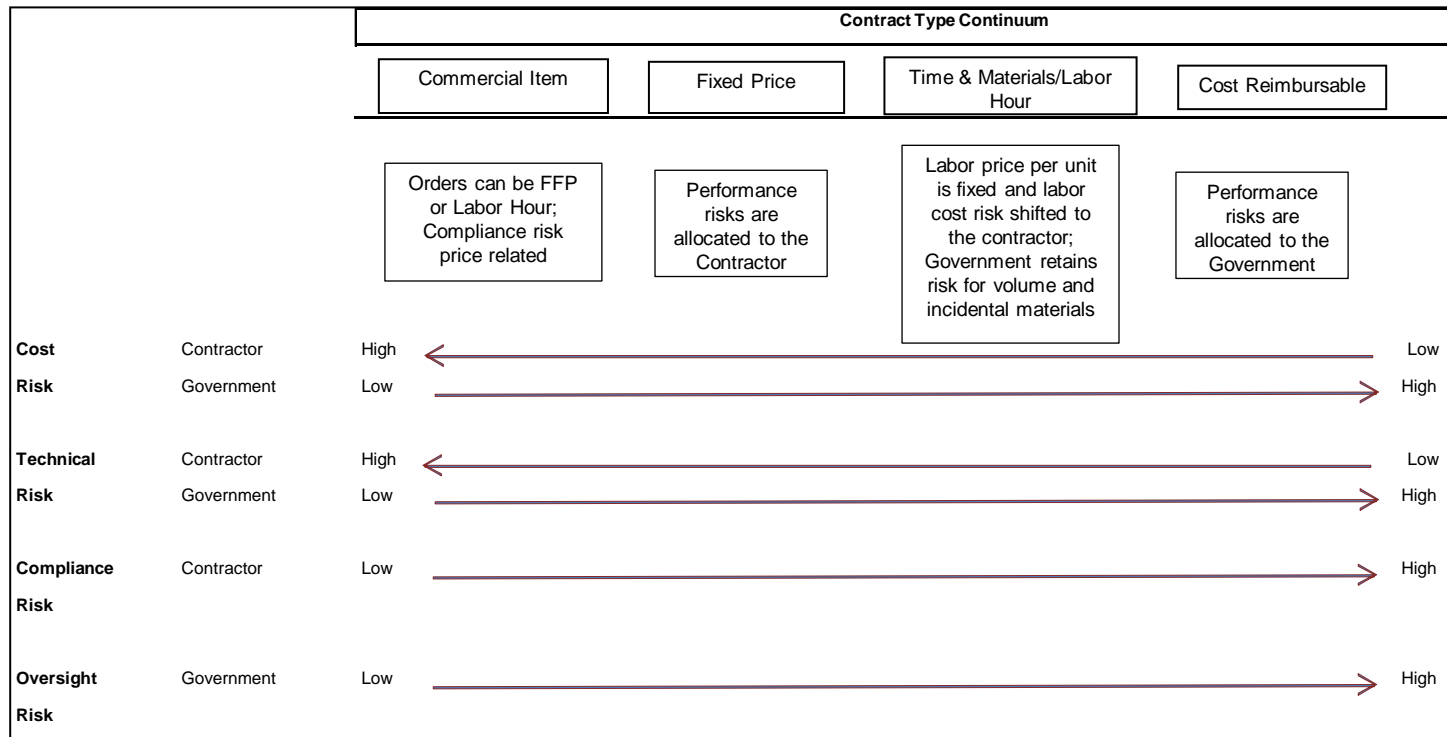 Contract Type Continuum
Commercial Item
Fixed Price
Time & Materials/Labor
Hour
Cost Reimbursable
Orders can be FFP
or Labor Hour;
Compliance risk
price related
Performance
risks are
allocated to the
Contractor
Labor price per unit
is fixed and labor
cost risk shifted to
the contractor;
Government retains
risk for volume and
incidental materials
Performance
risks are
allocated to the
Government
Cost Contractor High Low
Risk Government Low High
Technical Contractor High Low
Risk Government Low High
Compliance Contractor Low High
Risk
Oversight Government Low High
Risk